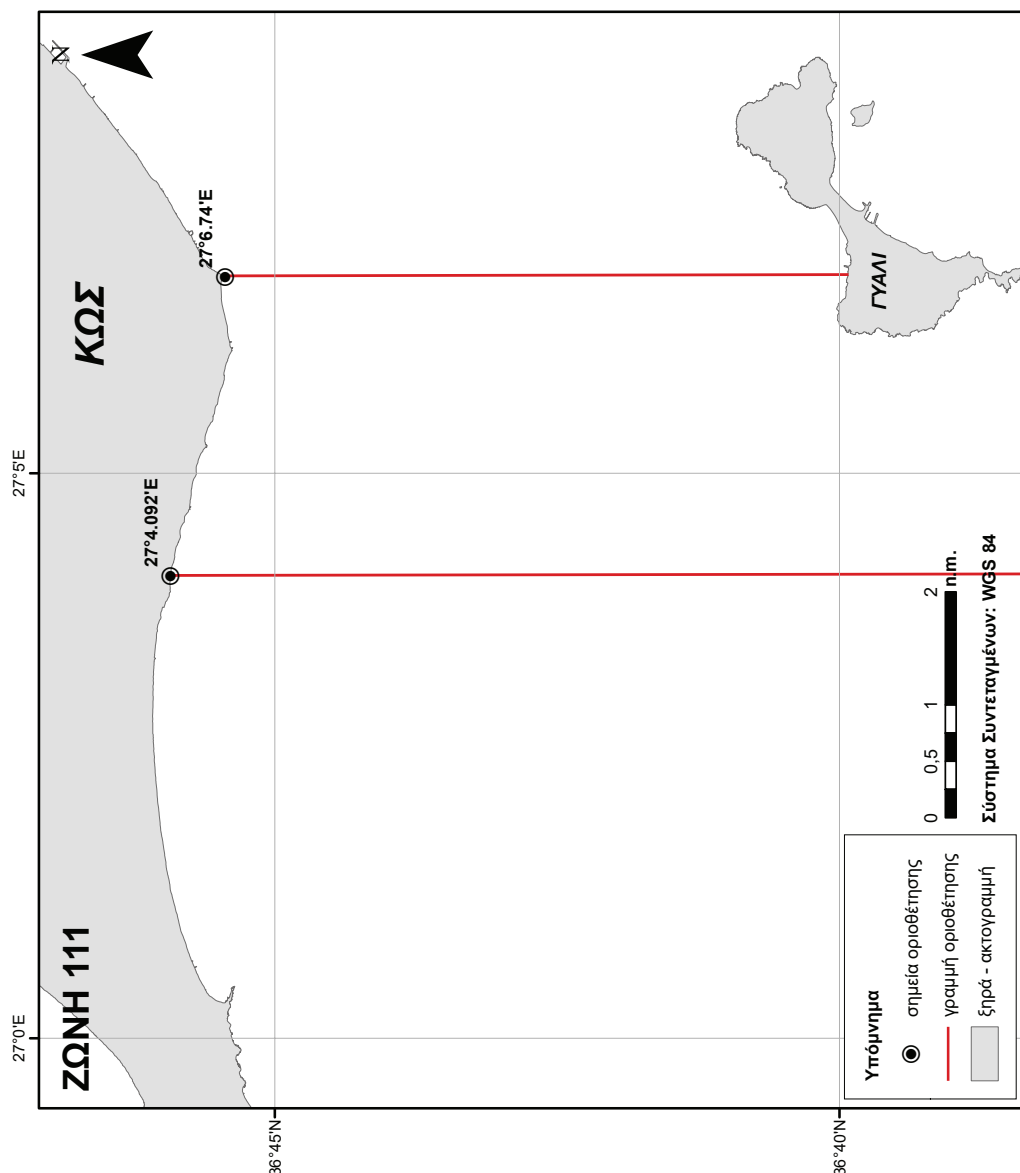 27°0'E
27°5'E
N
ΖΩΝΗ 111
ΚΩΣ
27°4.092'E
27°6.74'E
36°45'N
36°40'N
ΓΥΑΛΙ
Υπόμνημα
σημεία οριοθέτησης
γραμμή οριοθέτησης
ξηρά - ακτογραμμή
0 0,5 1 2
n.m.
Σύστημα Συντεταγμένων: WGS 84